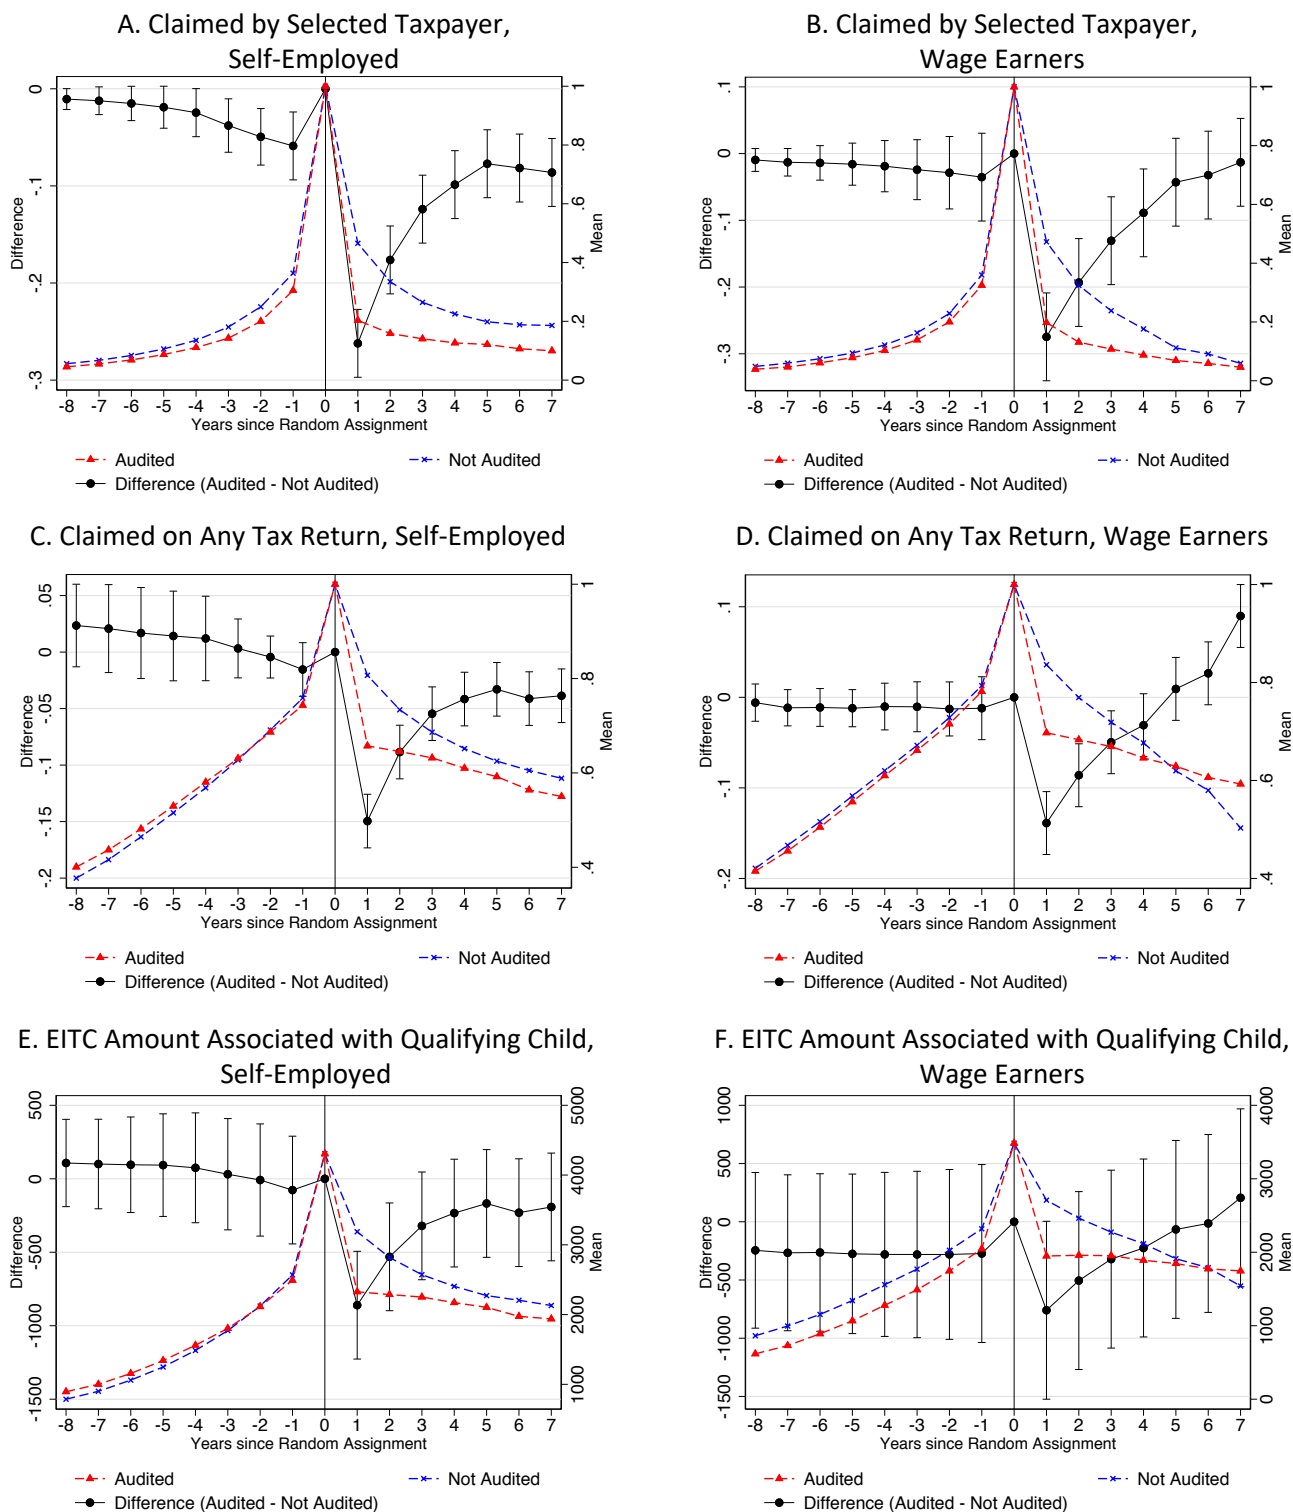 A. Claimed by Selected Taxpayer,
Self-Employed
0
-.1
-.2
-.3
Difference
1
.8
.6
.4
.2
0
Mean
-8 -7 -6 -5 -4 -3 -2 -1 0 1 2 3 4 5 6 7
Years since Random Assignment
Audited
Not Audited
Difference (Audited - Not Audited)
B. Claimed by Selected Taxpayer,
Wage Earners
.1
0
-.1
-.2
-.3
Difference
1
.8
.6
.4
.2
0
Mean
-8 -7 -6 -5 -4 -3 -2 -1 0 1 2 3 4 5 6 7
Years since Random Assignment
Audited
Not Audited
Difference (Audited - Not Audited)
C. Claimed on Any Tax Return, Self-Employed
.05
0
-.05
-.1
-.15
-.2
Difference
1
.8
.6
.4
Mean
-8 -7 -6 -5 -4 -3 -2 -1 0 1 2 3 4 5 6 7
Years since Random Assignment
Audited
Not Audited
Difference (Audited - Not Audited)
D. Claimed on Any Tax Return, Wage Earners
.1
0
-.1
-.2
Difference
1
.8
.6
.4
Mean
-8 -7 -6 -5 -4 -3 -2 -1 0 1 2 3 4 5 6 7
Years since Random Assignment
Audited
Not Audited
Difference (Audited - Not Audited)
E. EITC Amount Associated with Qualifying Child,
Self-Employed
500
0
-500
-1000
-1500
Difference
5000
4000
3000
2000
1000
Mean
-8 -7 -6 -5 -4 -3 -2 -1 0 1 2 3 4 5 6 7
Years since Random Assignment
Audited
Not Audited
Difference (Audited - Not Audited)
F. EITC Amount Associated with Qualifying Child,
Wage Earners
1000
500
0
-500
-1000
-1500
Difference
4000
3000
2000
1000
0
Mean
-8 -7 -6 -5 -4 -3 -2 -1 0 1 2 3 4 5 6 7
Years since Random Assignment
Audited
Not Audited
Difference (Audited - Not Audited)